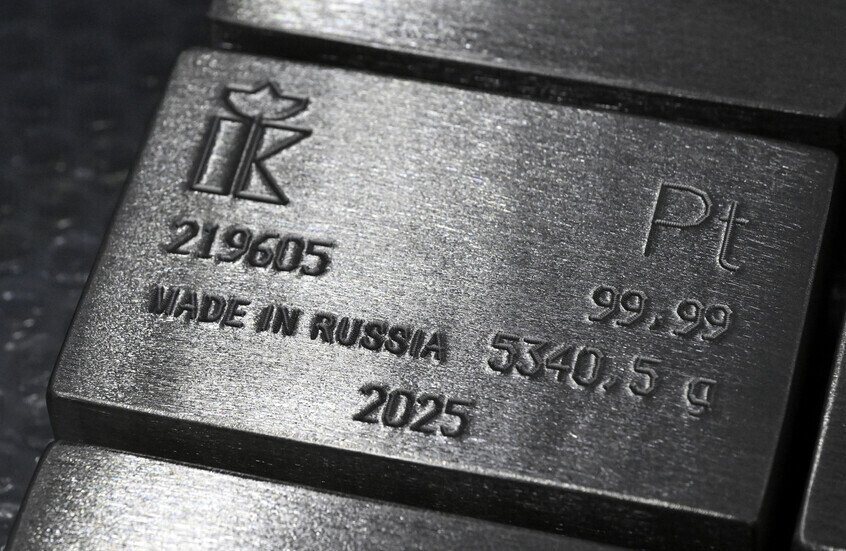 K
219605
MADE IN RUSSIA
2025
Pt
99,99
5340,5 g